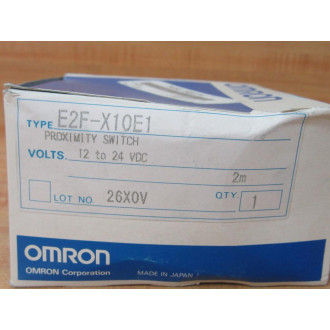 OMRON
TYPE E2F-X10E1
PROXIMITY SWITCH
VOLTS. 12 to 24 VDC
2m
LOT NO. 26X0V QTY 1
OMRON
OMRON Corporation MADE IN JAPAN